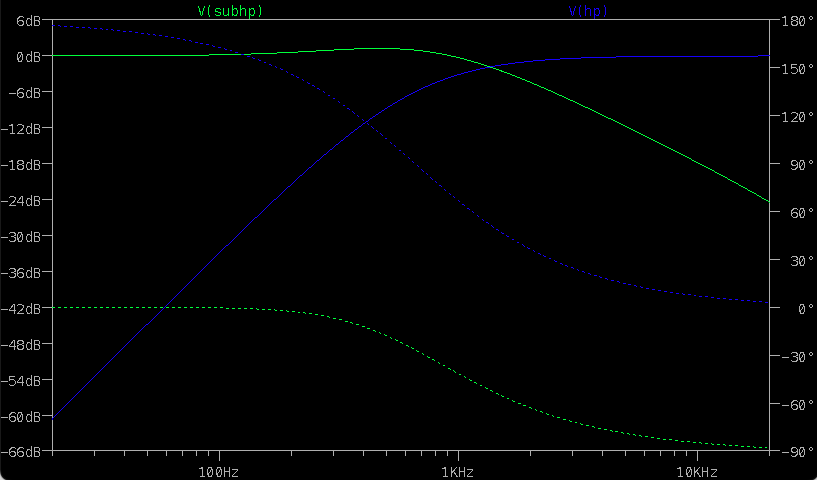 V(subhp) V(hp)
6dB 180°
0dB 150°
-6dB
-12dB 120°
-18dB 90°
-24dB 60°
-30dB
-36dB 30°
-42dB 0°
-48dB -30°
-54dB
-60dB -60°
-66dB -90°
100Hz 1KHz 10KHz